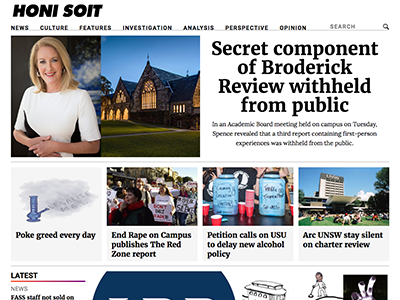 HONI SOIT
NEWS CULTURE FEATURES INVESTIGATION ANALYSIS PERSPECTIVE OPINION SEARCH
Secret component
of Broderick
Review withheld
from public
In an Academic Board meeting held on campus on Tuesday,
Spence revealed that a third report containing first-person
experiences was withheld from the public.
Poke greed every day
End Rape on Campus
publishes The Red
Zone report
Petition calls on USU
to delay new alcohol
policy
Arc UNSW stay silent
on charter review
LATEST
NEWS
FASS staff not sold on